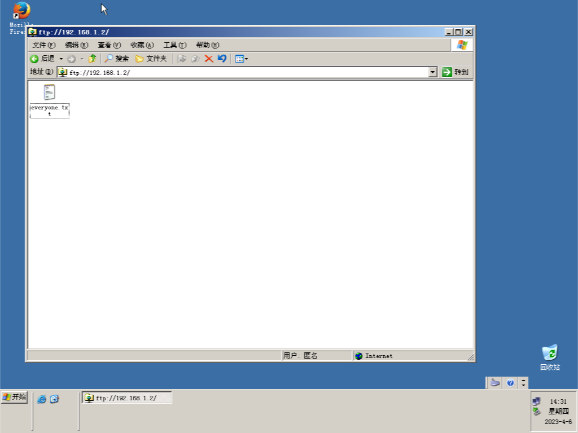 Mozilla
Firef
ftp://192.168.1.2/
文件(F) 编辑(E) 查看(V) 收藏(A) 工具(T) 帮助(H)
后退 搜索 文件夹
地址(D) ftp://192.168.1.2/ 转到
everyone.tx
t
用户: 匿名 Internet
回收站
开始 ftp://192.168.1.2/
14:31
星期四
2023-4-6